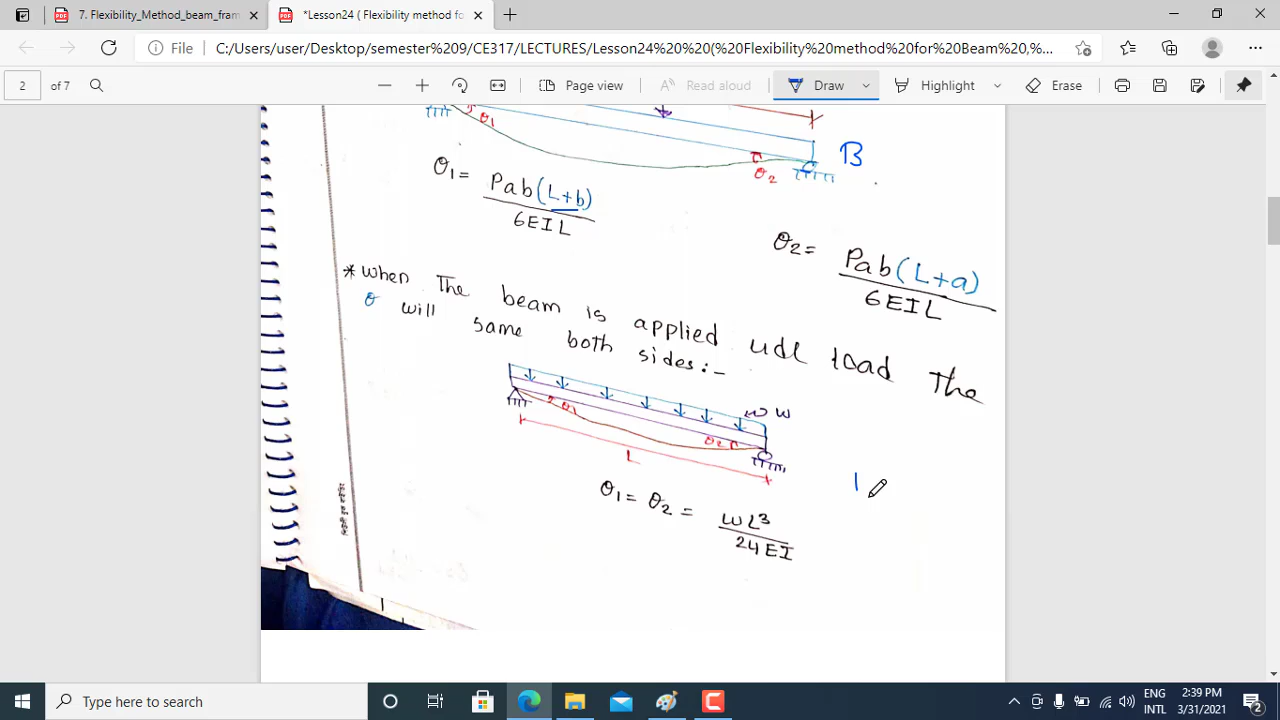 7. Flexibility_Method_beam_fram
*Lesson24 ( Flexibility method fo
File
C:/Users/user/Desktop/semester%209/CE317/LECTURES/Lesson24%20%20(%20Flexibility%20method%20for%20Beam%20,%...
2 of 7
Page view
Read aloud
Draw
Highlight
Erase
θ1
B
θ2
θ1 = Pab(L+b)
6EIL
θ2 = Pab(L+a)
6EIL
* When The beam is applied udl load The
θ will same both sides:-
w
θ1
θ2
L
θ1 = θ2 = wL³
24EI
Type here to search
ENG
INTL
2:39 PM
3/31/2021